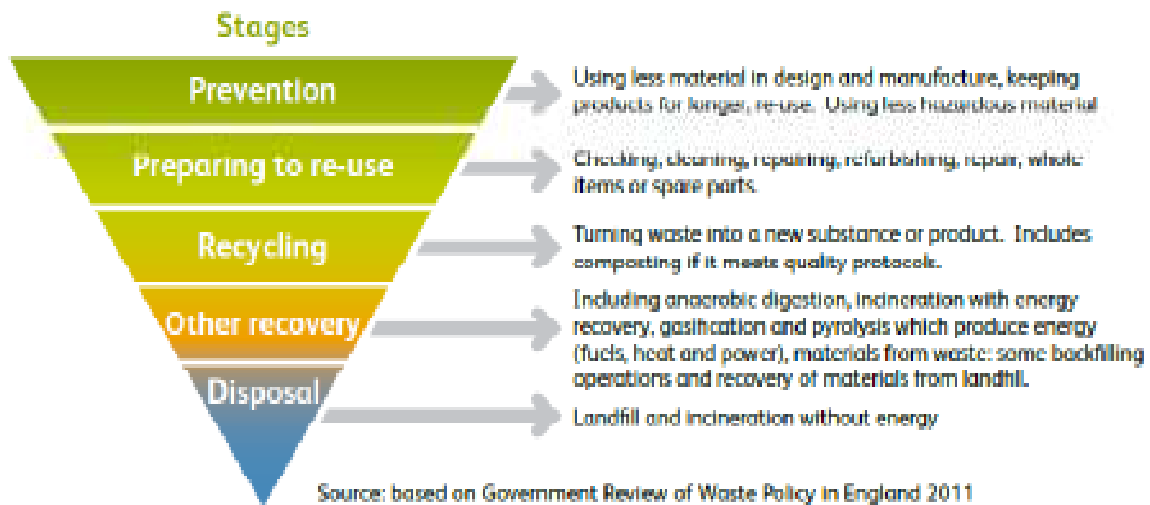 Stages
Prevention
Using less material in design and manufacture, keeping
products for longer, re-use. Using less hazardous material
Preparing to re-use
Checking, cleaning, repairing, refurbishing, repair, whole
items or spare parts.
Recycling
Turning waste into a new substance or product. Includes
composting if it meets quality protocols.
Other recovery
Including anaerobic digestion, incineration with energy
recovery, gasification and pyrolysis which produce energy
(fuels, heat and power), materials from waste: some backfilling
operations and recovery of materials from landfill.
Disposal
Landfill and incineration without energy
Source: based on Government Review of Waste Policy in England 2011